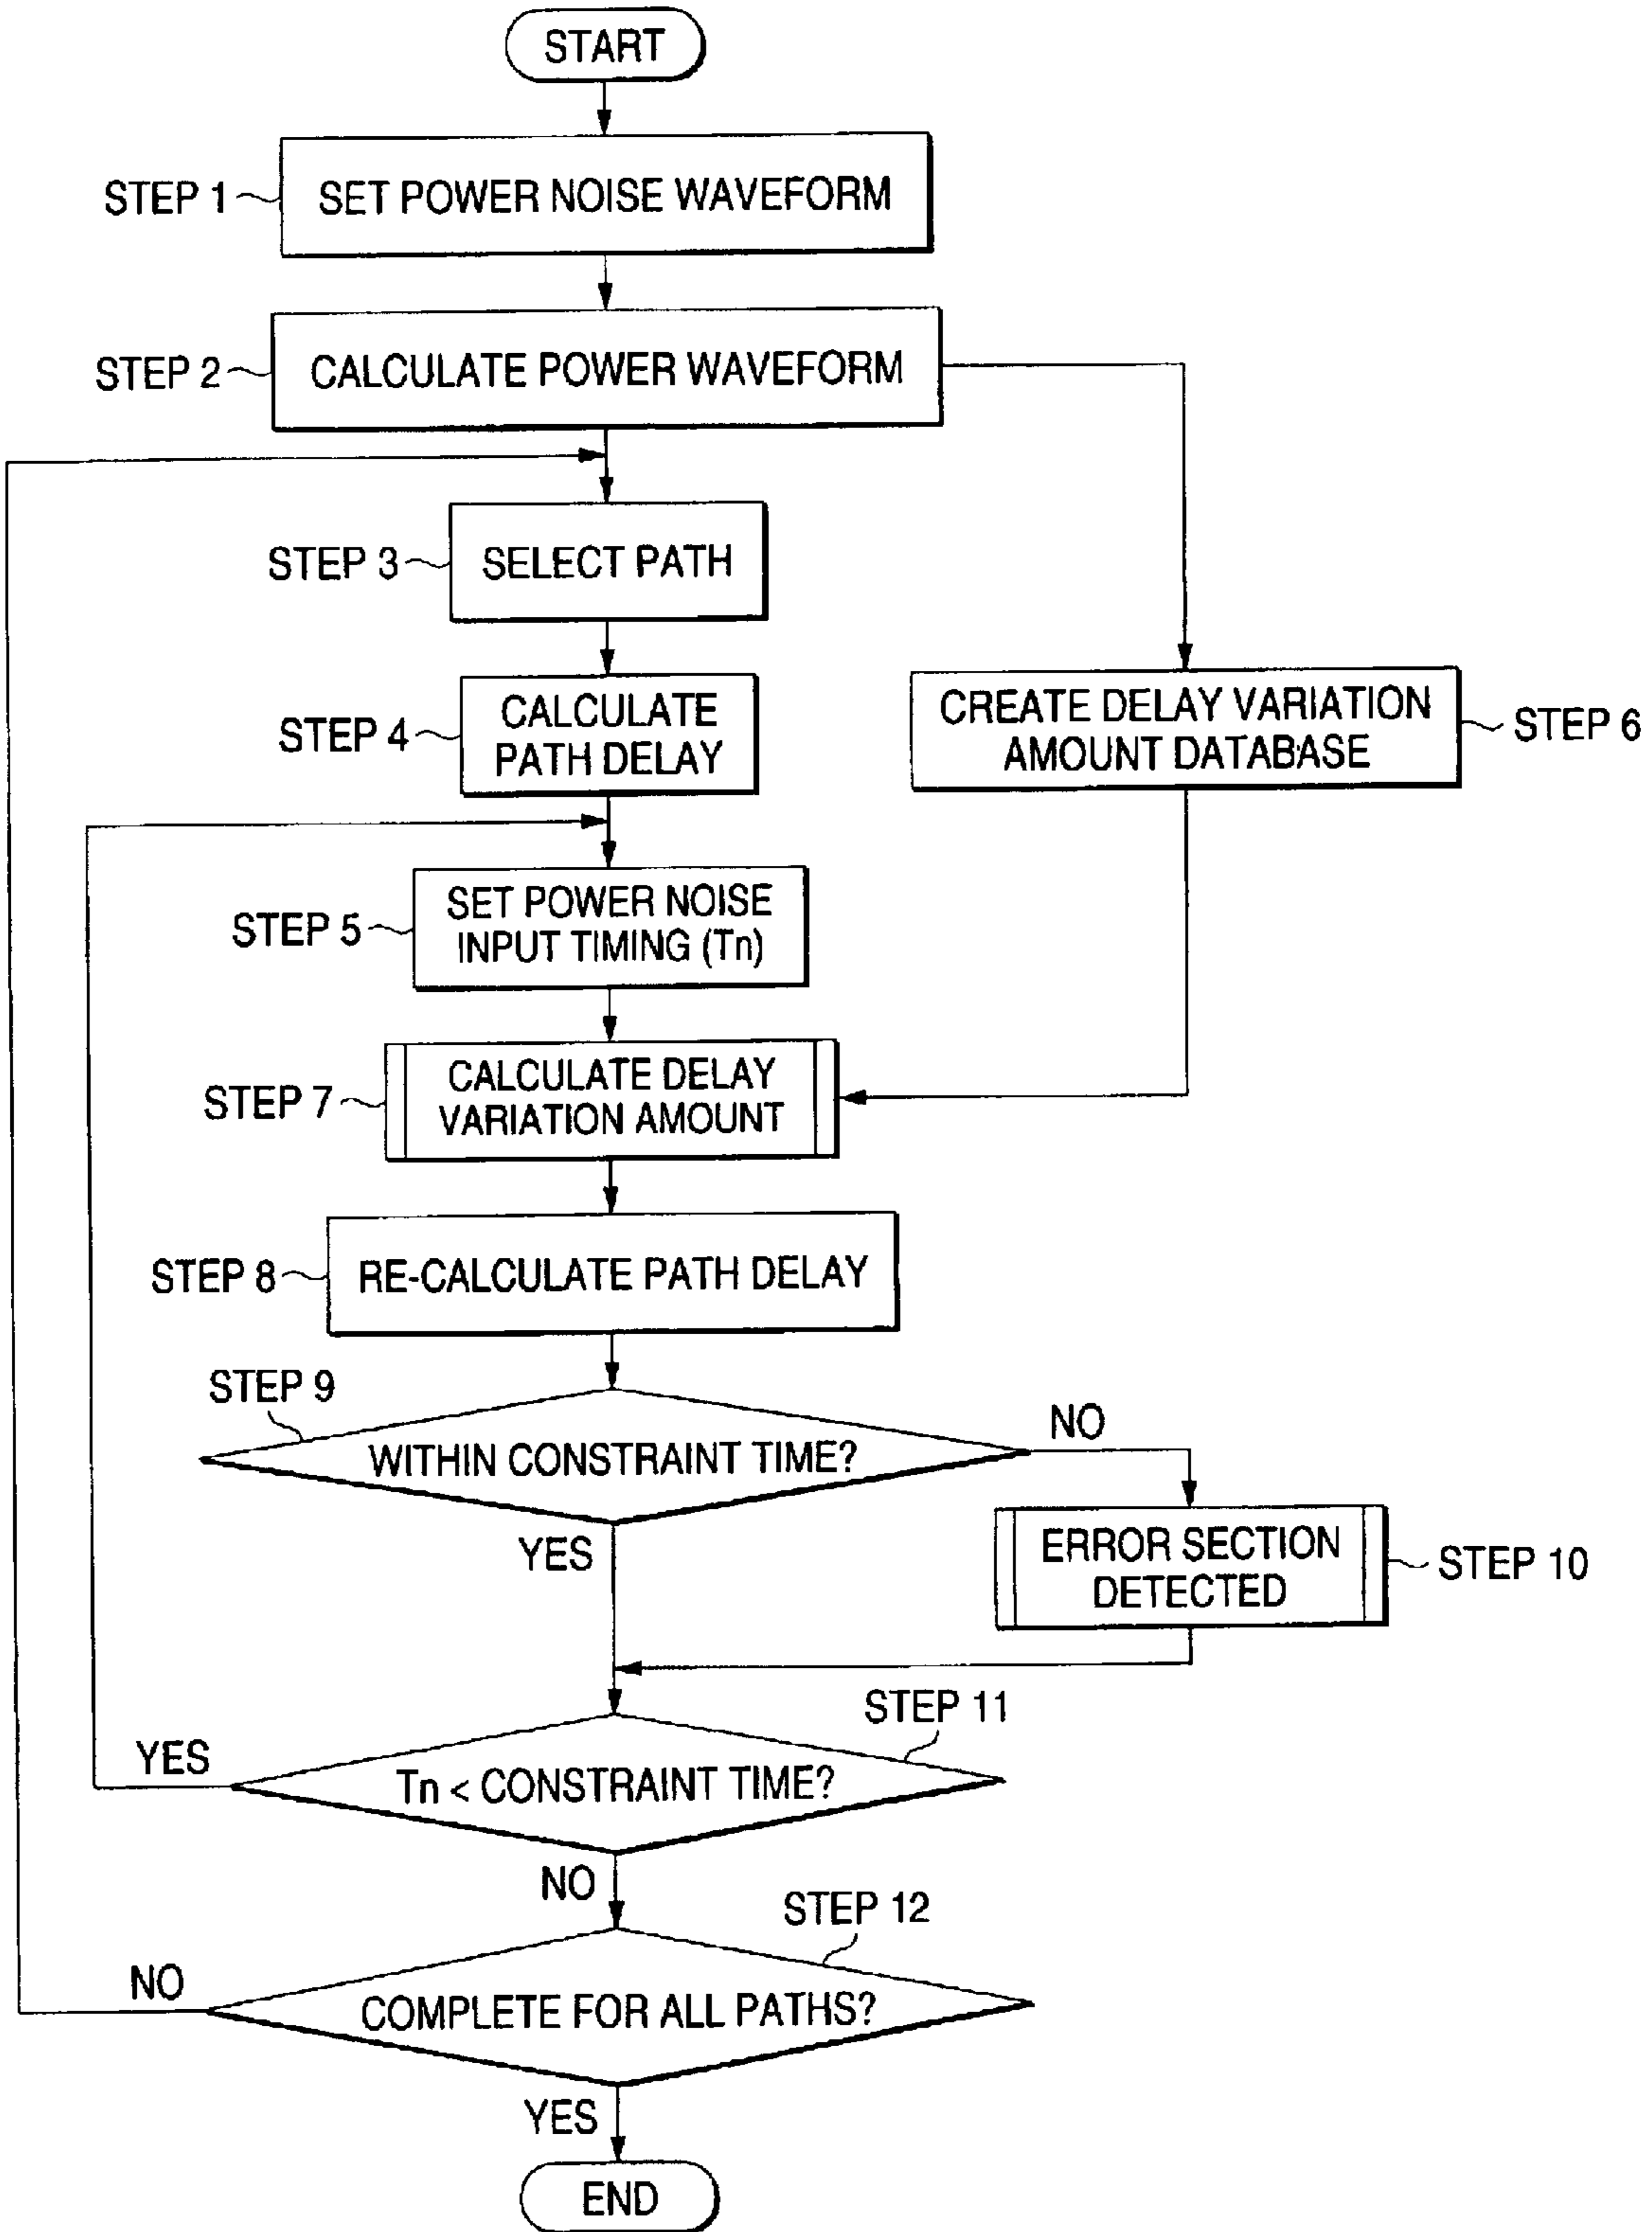 START
STEP 1
SET POWER NOISE WAVEFORM
STEP 2
CALCULATE POWER WAVEFORM
STEP 3
SELECT PATH
STEP 4
CALCULATE
PATH DELAY
CREATE DELAY VARIATION
AMOUNT DATABASE
STEP 6
STEP 5
SET POWER NOISE
INPUT TIMING (Tn)
STEP 7
CALCULATE DELAY
VARIATION AMOUNT
STEP 8
RE-CALCULATE PATH DELAY
STEP 9
WITHIN CONSTRAINT TIME?
NO
YES
ERROR SECTION
DETECTED
STEP 10
STEP 11
YES
Tn < CONSTRAINT TIME?
NO
STEP 12
NO
COMPLETE FOR ALL PATHS?
YES
END